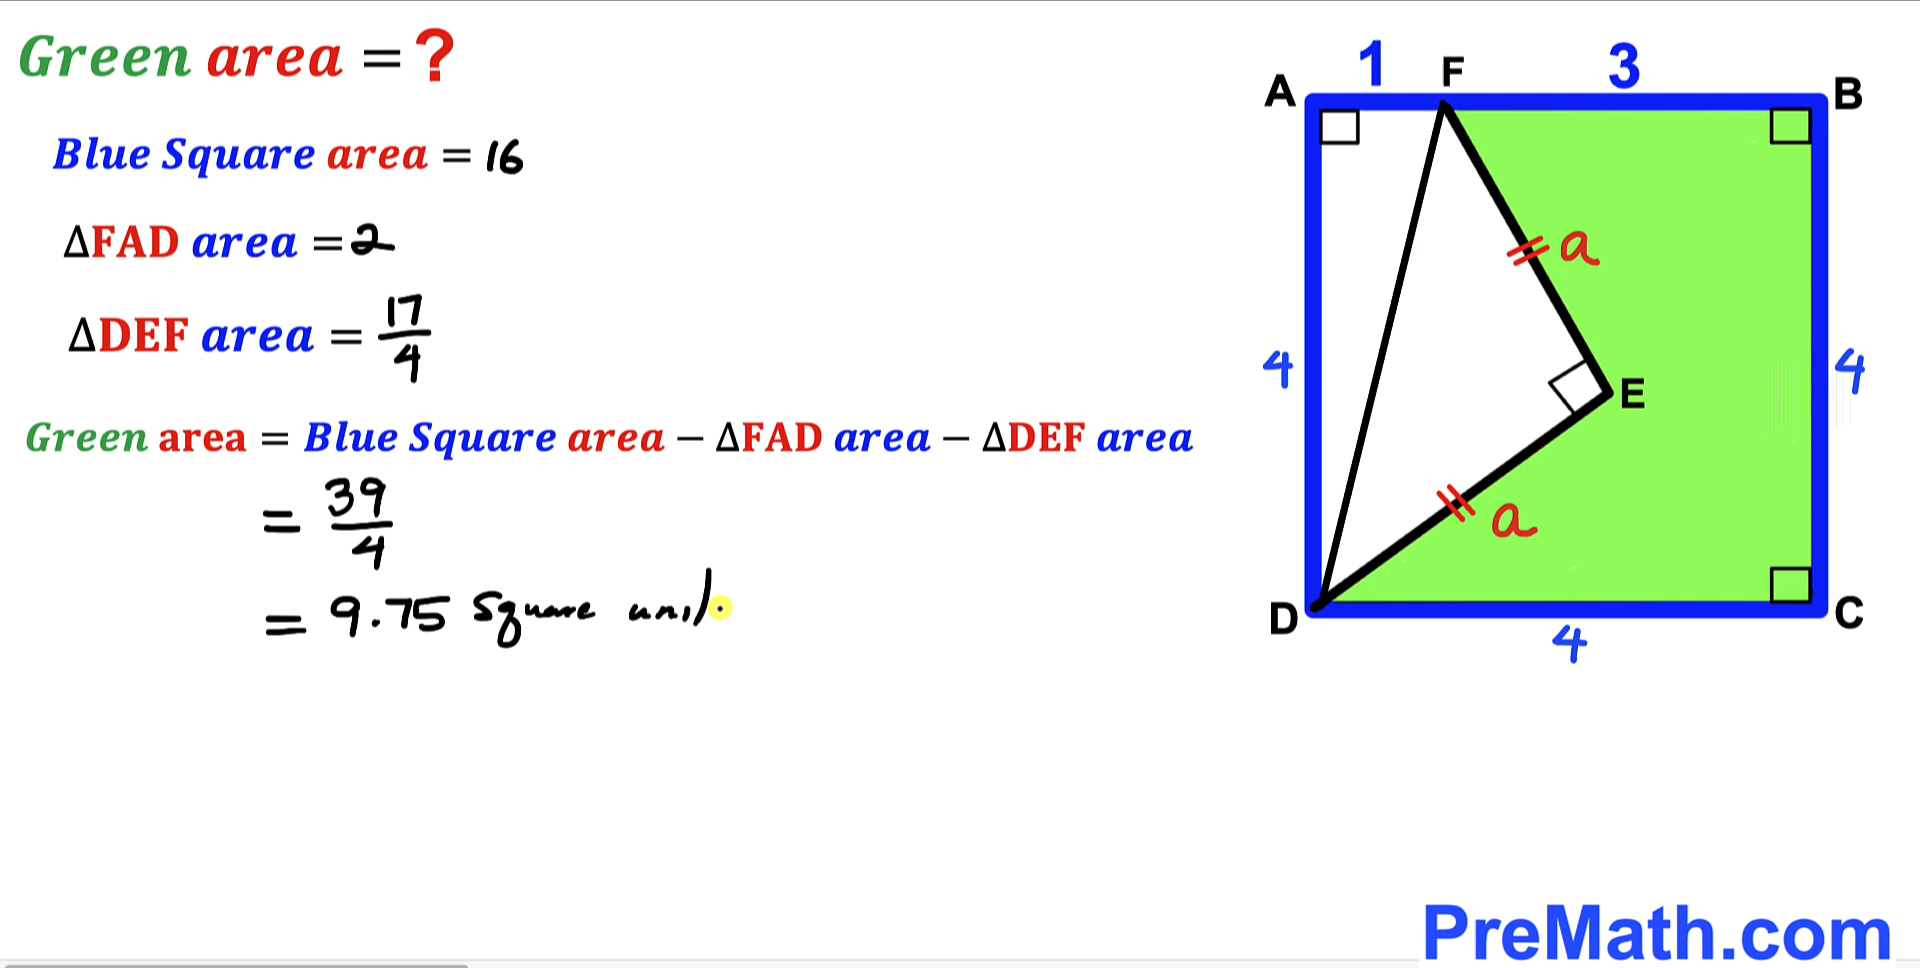 Green area = ?
Blue Square area = 16
ΔFAD area = 2
ΔDEF area = 17/4
Green area = Blue Square area − ΔFAD area − ΔDEF area
= 39/4
= 9.75 Square unit
1 F 3
A B
a
4 4
E
a
D C
4
PreMath.com